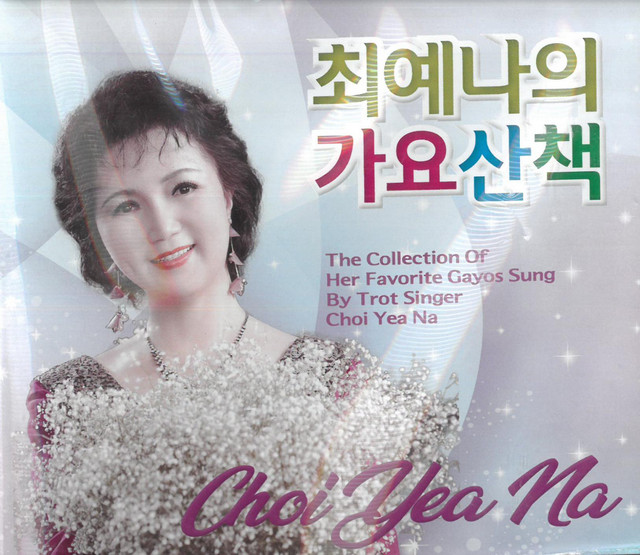 최예나의
가요산책
The Collection Of
Her Favorite Gayos Sung
By Trot Singer
Choi Yea Na
Choi Yea Na